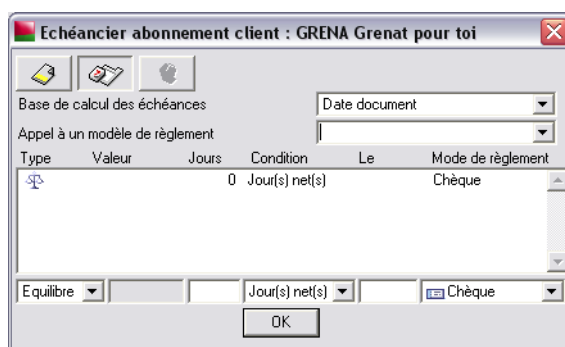 Echéancier abonnement client : GRENA Grenat pour toi
Base de calcul des échéances Date document
Appel à un modèle de règlement
Type Valeur Jours Condition Le Mode de règlement
0 Jour(s) net(s) Chèque
Equilibre Jour(s) net(s) Chèque
OK